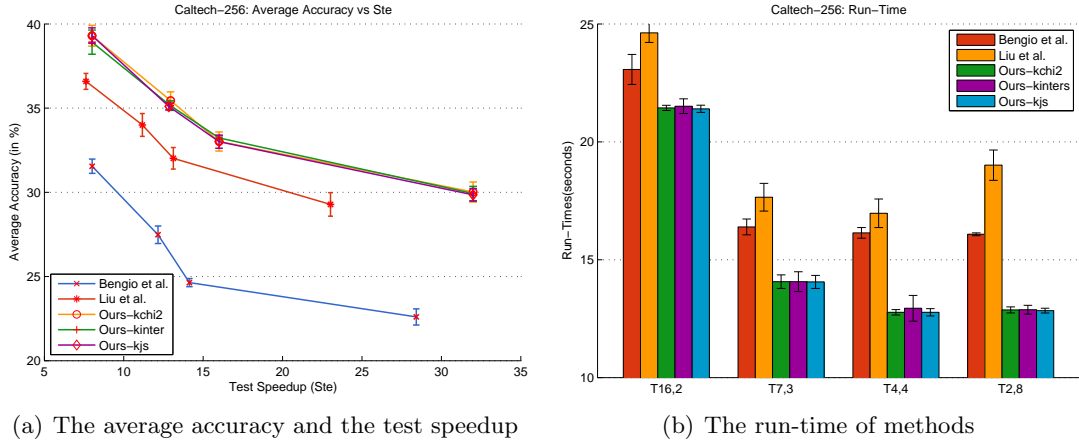 Caltech−256: Average Accuracy vs Ste
40
35
30
25
20
Average Accuracy (in %)
Bengio et al.
Liu et al.
Ours−kchi2
Ours−kinter
Ours−kjs
5 10 15 20 25 30 35
Test Speedup (Ste)
(a) The average accuracy and the test speedup
Caltech−256: Run−Time
25
20
15
10
Run−Times(seconds)
Bengio et al.
Liu et al.
Ours−kchi2
Ours−kinters
Ours−kjs
T16,2 T7,3 T4,4 T2,8
(b) The run-time of methods